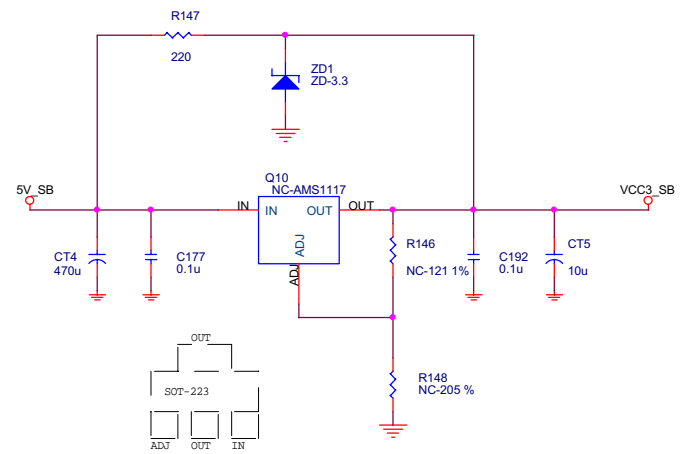 R147
220
ZD1
ZD-3.3
Q10
NC-AMS1117
5V_SB
IN
IN
OUT
OUT
VCC3_SB
ADJ
ADJ
CT4
470u
C177
0.1u
R146
NC-121 1%
C192
0.1u
CT5
10u
OUT
SOT-223
ADJ
OUT
IN
R148
NC-205 %